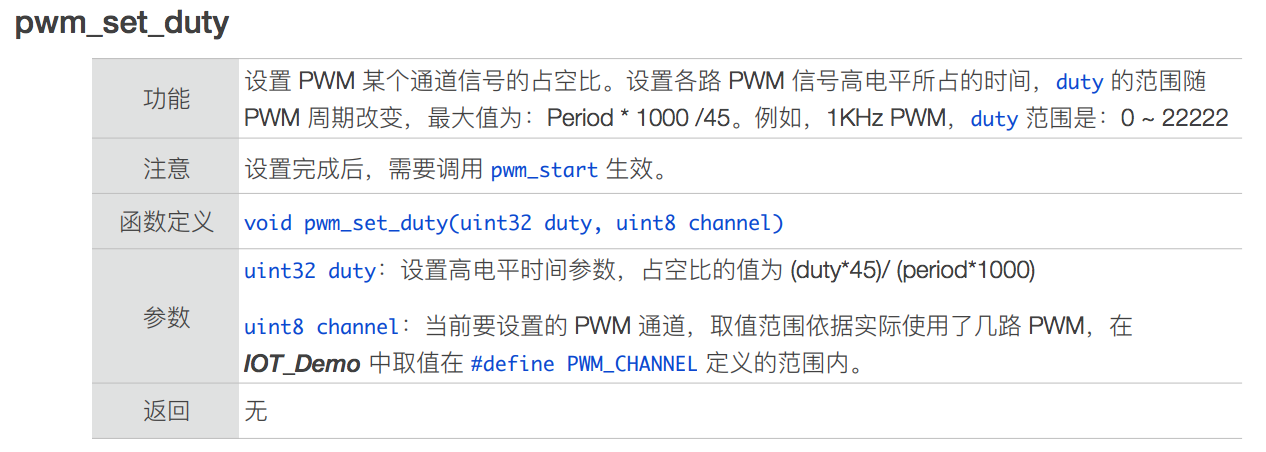 pwm_set_duty
功能
设置 PWM 某个通道信号的占空比。设置各路 PWM 信号高电平所占的时间，duty 的范围随
PWM 周期改变，最大值为：Period * 1000 /45。例如，1KHz PWM，duty 范围是：0 ~ 22222
注意
设置完成后，需要调用 pwm_start 生效。
函数定义
void pwm_set_duty(uint32 duty, uint8 channel)
参数
uint32 duty：设置高电平时间参数，占空比的值为 (duty*45)/ (period*1000)
uint8 channel：当前要设置的 PWM 通道，取值范围依据实际使用了几路 PWM，在
IOT_Demo 中取值在 #define PWM_CHANNEL 定义的范围内。
返回
无